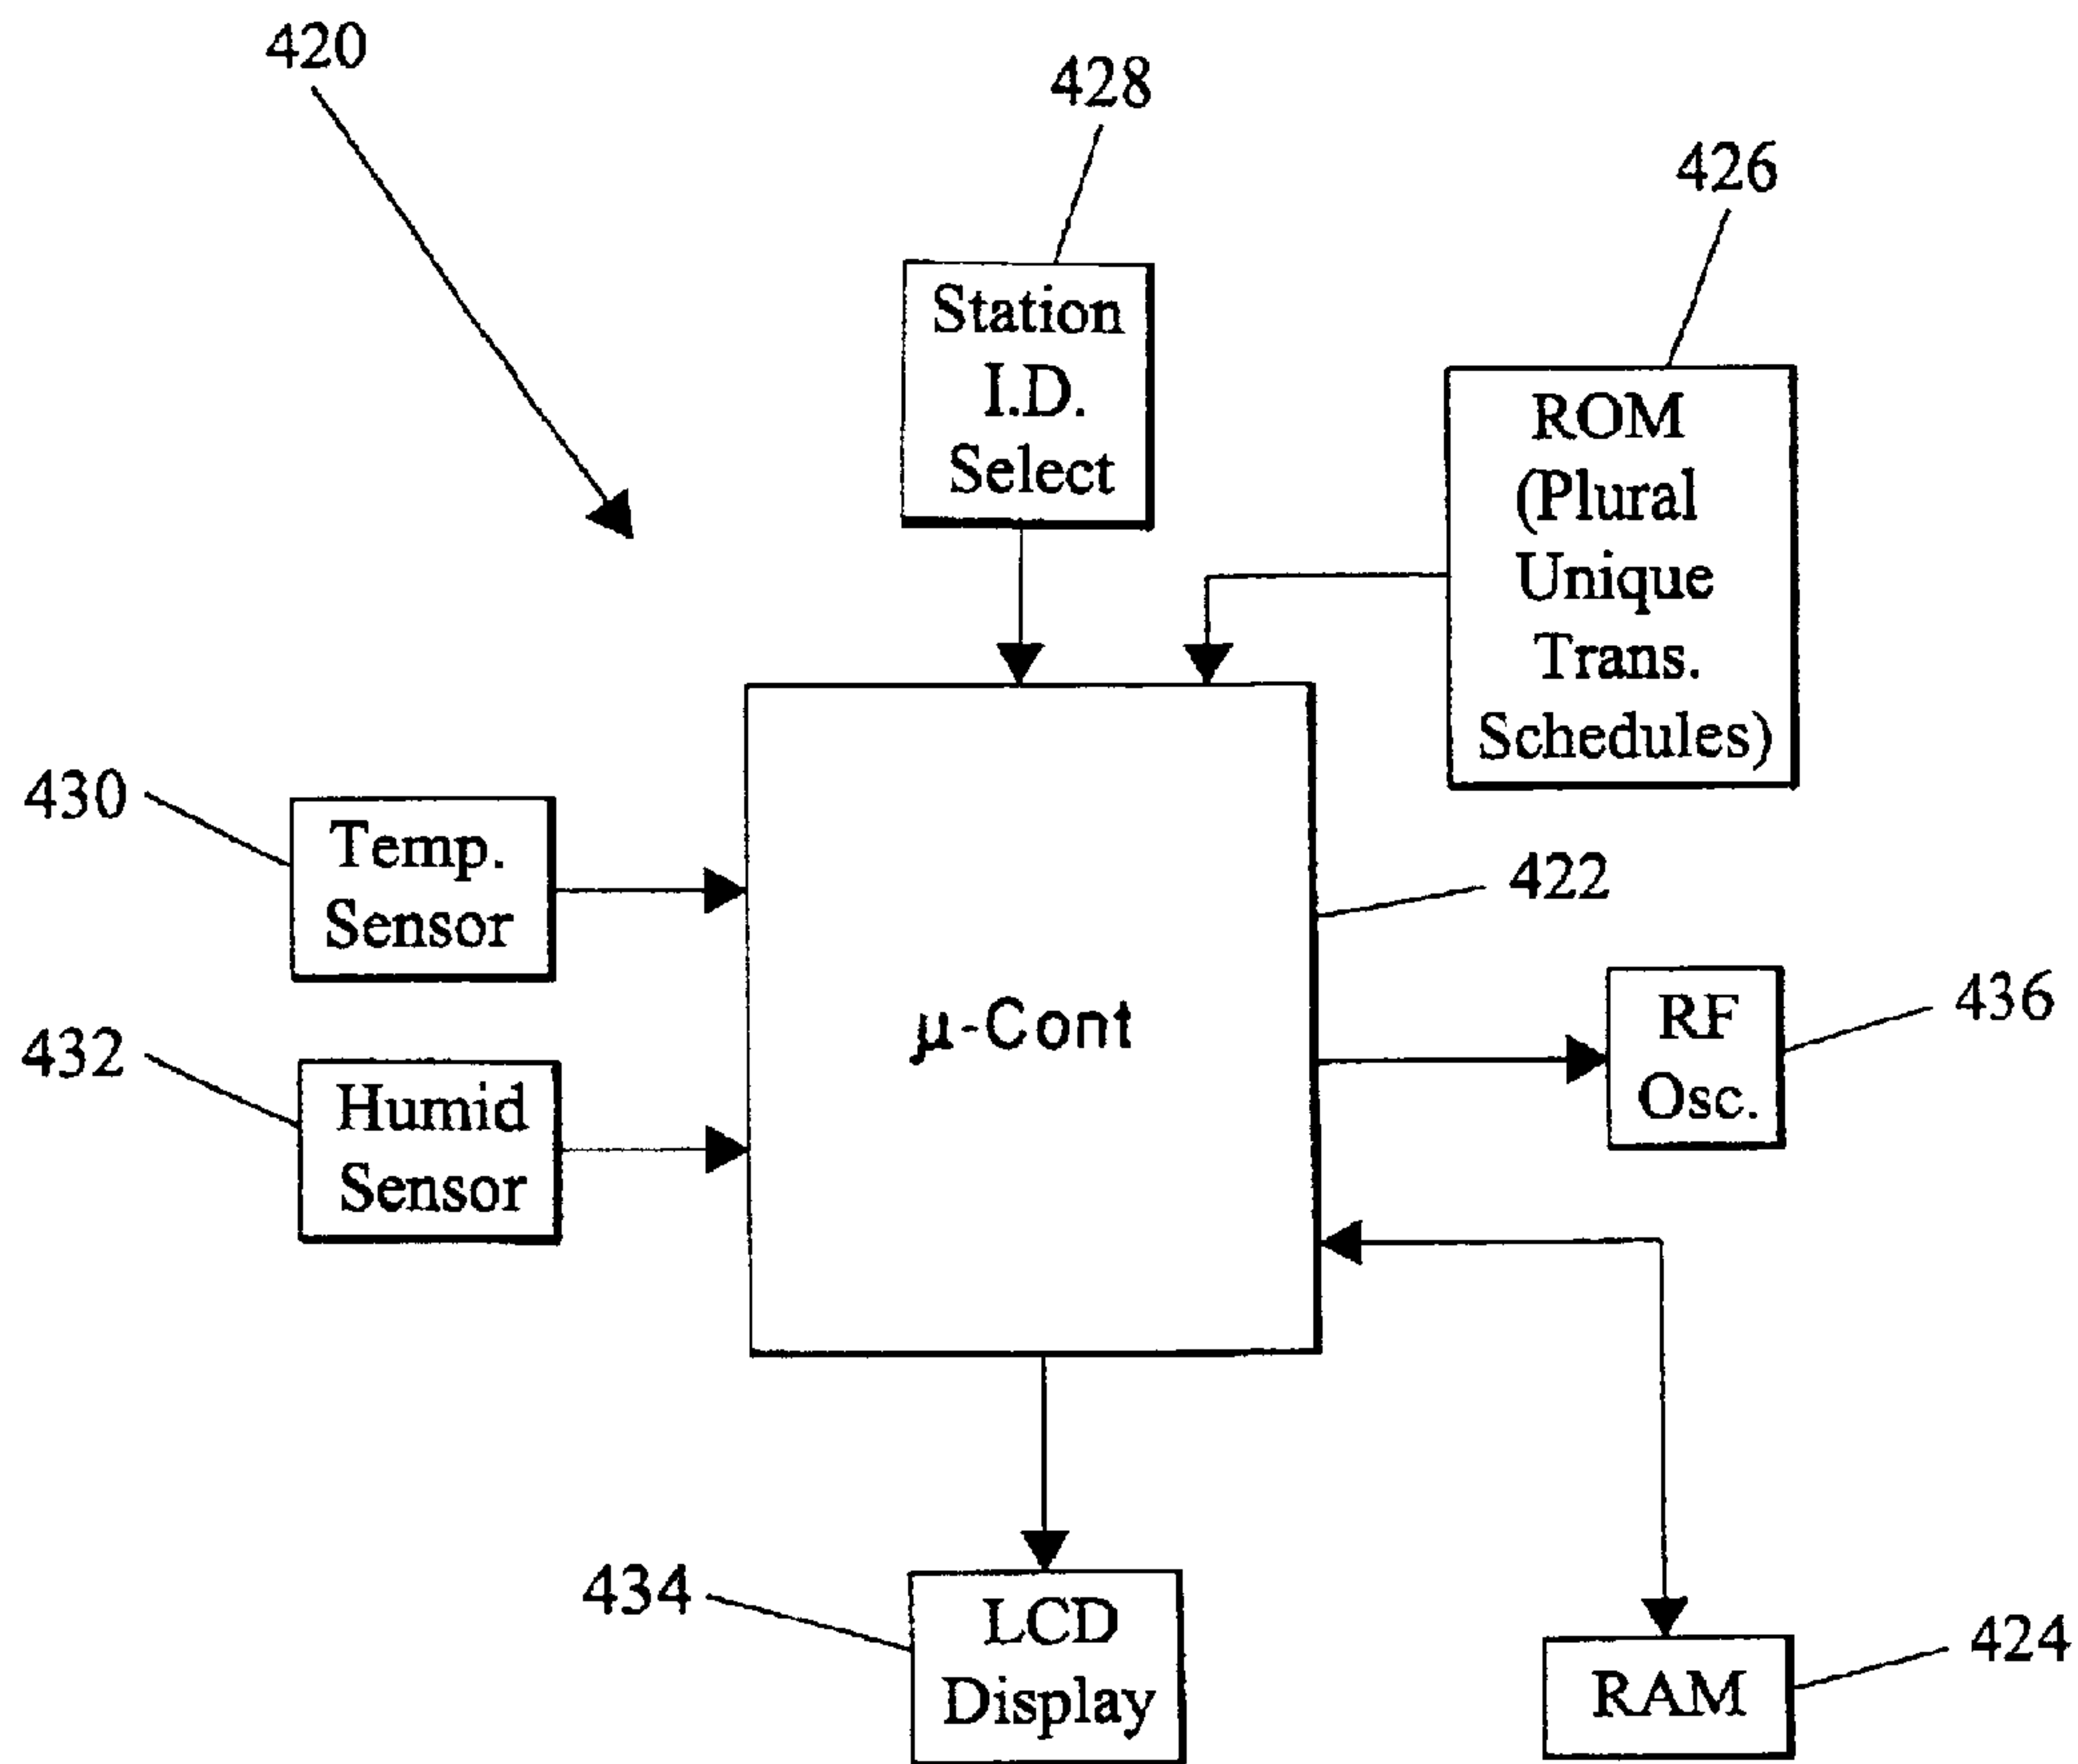 420
428
426
Station
I.D.
Select
ROM
(Plural
Unique
Trans.
Schedules)
430
Temp.
Sensor
422
432
Humid
Sensor
µ-Cont
RF
Osc.
436
434
LCD
Display
RAM
424